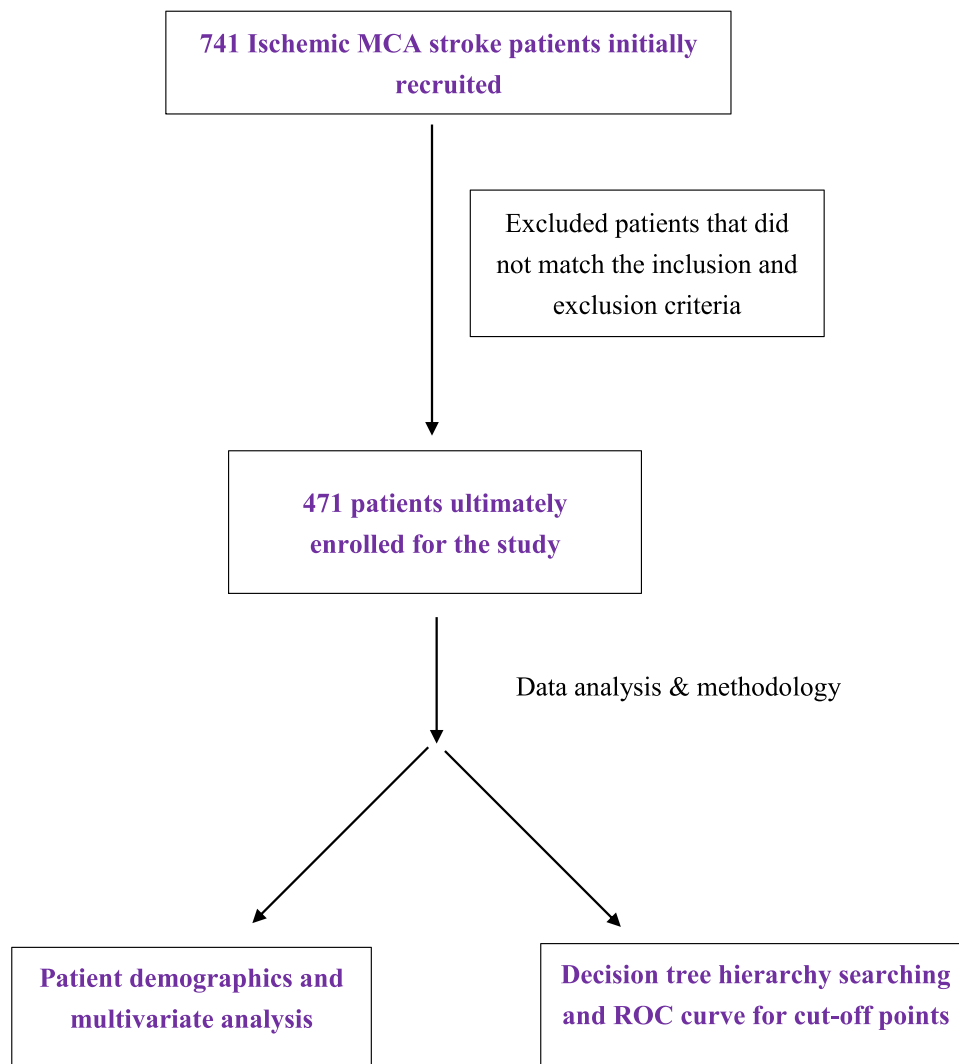 741 Ischemic MCA stroke patients initially
recruited
Excluded patients that did
not match the inclusion and
exclusion criteria
471 patients ultimately
enrolled for the study
Data analysis & methodology
Patient demographics and
multivariate analysis
Decision tree hierarchy searching
and ROC curve for cut-off points